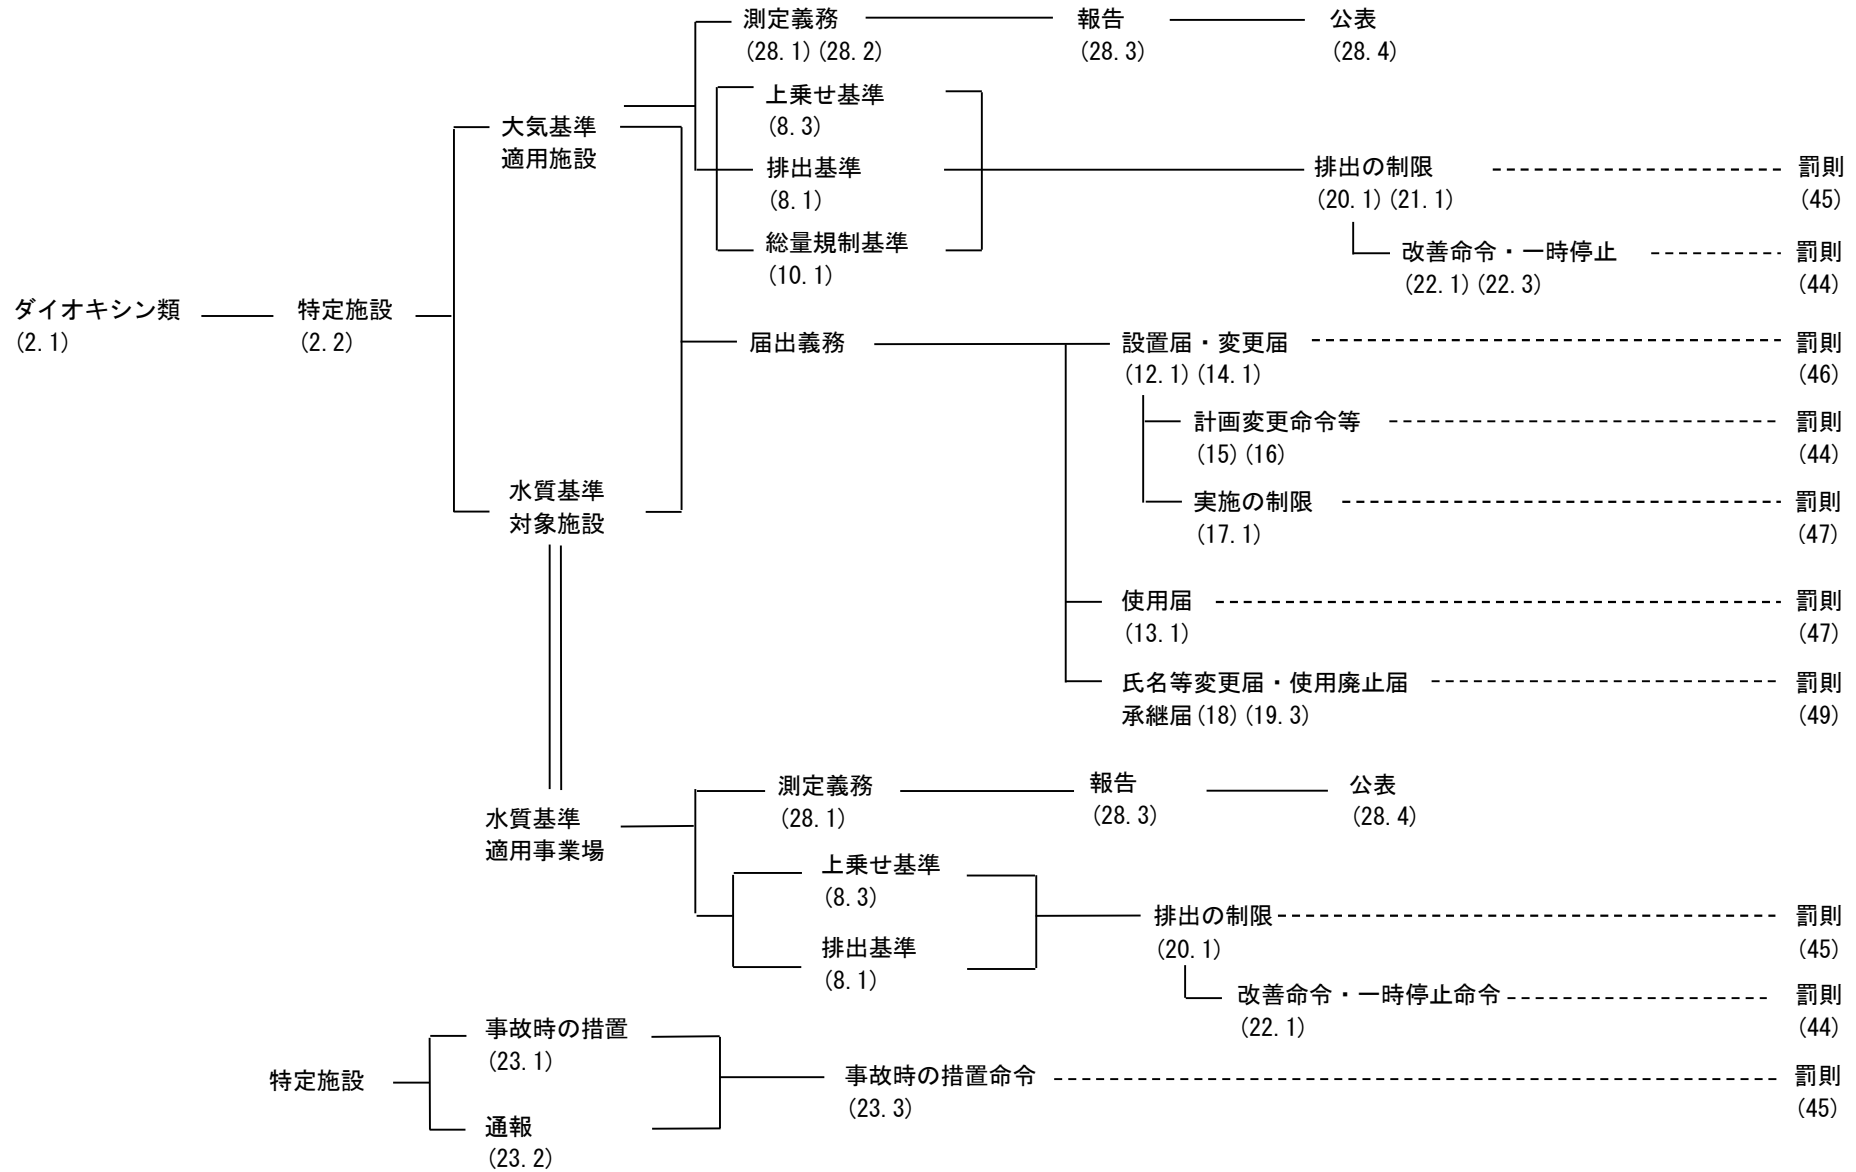 測定義務 報告 公表
(28.1)(28.2) (28.3) (28.4)
上乗せ基準
(8.3)
大気基準
適用施設
排出基準 排出の制限 罰則
(8.1) (20.1)(21.1) (45)
総量規制基準 改善命令・一時停止 罰則
(10.1) (22.1)(22.3) (44)
ダイオキシン類 特定施設
(2.1) (2.2)
届出義務 設置届・変更届 罰則
(12.1)(14.1) (46)
計画変更命令等 罰則
(15)(16) (44)
水質基準
対象施設
実施の制限 罰則
(17.1) (47)
使用届 罰則
(13.1) (47)
氏名等変更届・使用廃止届 罰則
承継届(18)(19.3) (49)
測定義務 報告 公表
(28.1) (28.3) (28.4)
水質基準
適用事業場
上乗せ基準
(8.3)
排出の制限 罰則
(20.1) (45)
排出基準
(8.1)
改善命令・一時停止命令 罰則
(22.1) (44)
事故時の措置
(23.1)
特定施設
事故時の措置命令 罰則
(23.3) (45)
通報
(23.2)